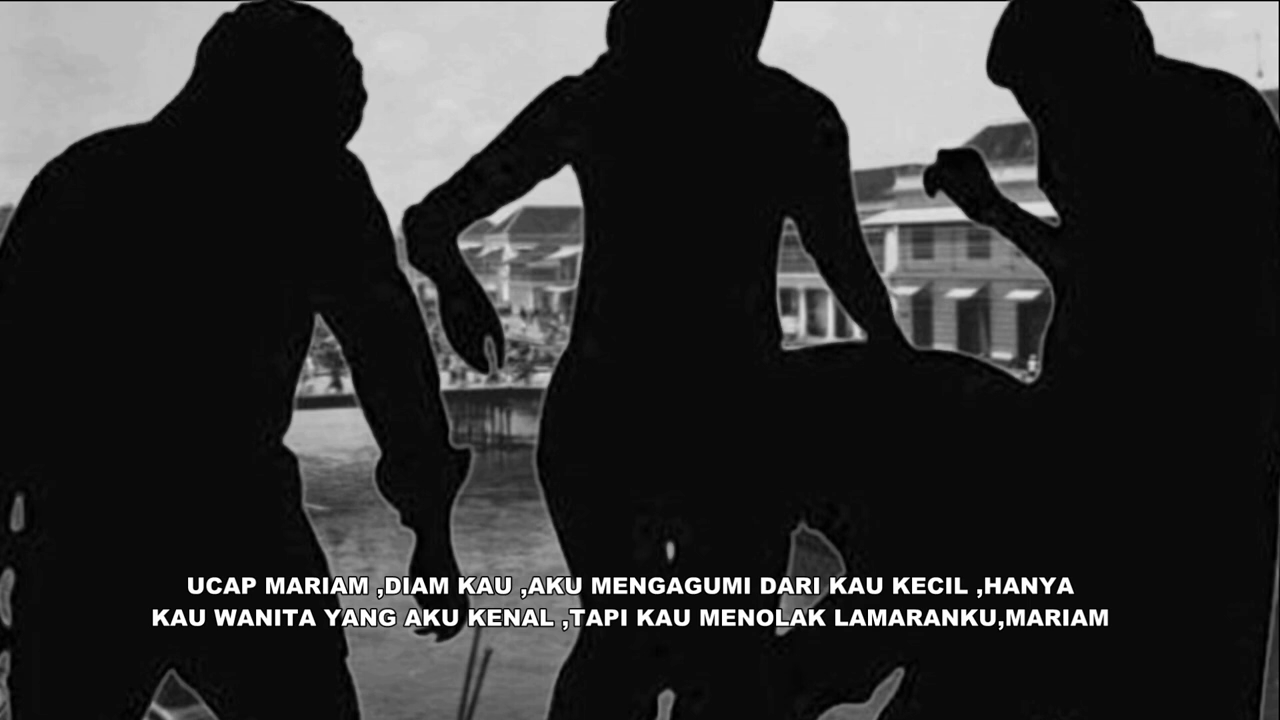 UCAP MARIAM ,DIAM KAU ,AKU MENGAGUMI DARI KAU KECIL ,HANYA
KAU WANITA YANG AKU KENAL ,TAPI KAU MENOLAK LAMARANKU,MARIAM